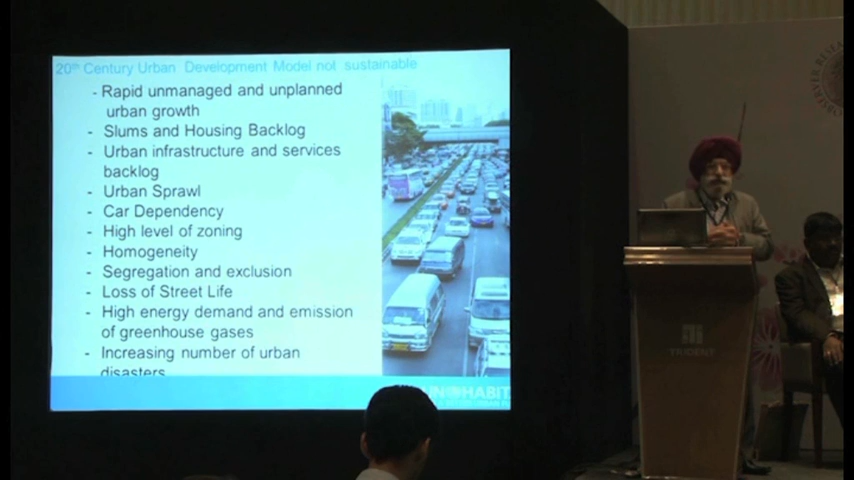 20th Century Urban Development Model not sustainable
- Rapid unmanaged and unplanned
urban growth
- Slums and Housing Backlog
- Urban infrastructure and services
backlog
- Urban Sprawl
- Car Dependency
- High level of zoning
- Homogeneity
- Segregation and exclusion
- Loss of Street Life
- High energy demand and emission
of greenhouse gases
- Increasing number of urban
disasters
UN HABIT
TRIDENT